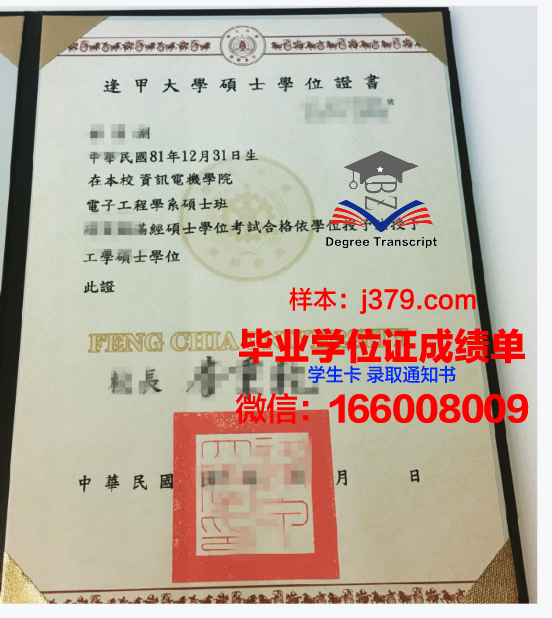 逢甲大學碩士學位證書
號
中華民國81年12月31日生
在本校資訊電機學院
電子工程學系碩士班
經碩士學位考試合格依學位授予
授予
工學碩士學位
此證
Degree Transcript
样本：j379.com
FENG CHIA
毕业学位证成绩单
学生卡 录取通知书
校長
微信：166008009
中華民國 月 日